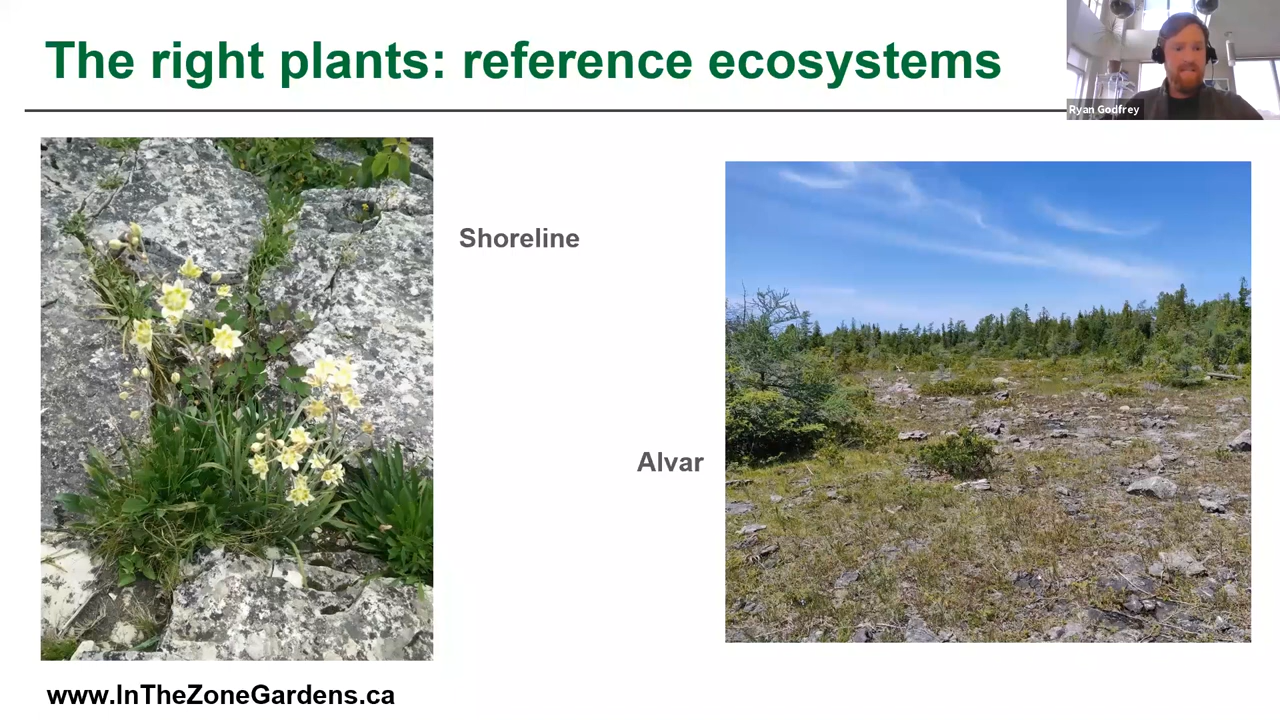 The right plants: reference ecosystems
Ryan Godfrey
Shoreline
Alvar
www.InTheZoneGardens.ca